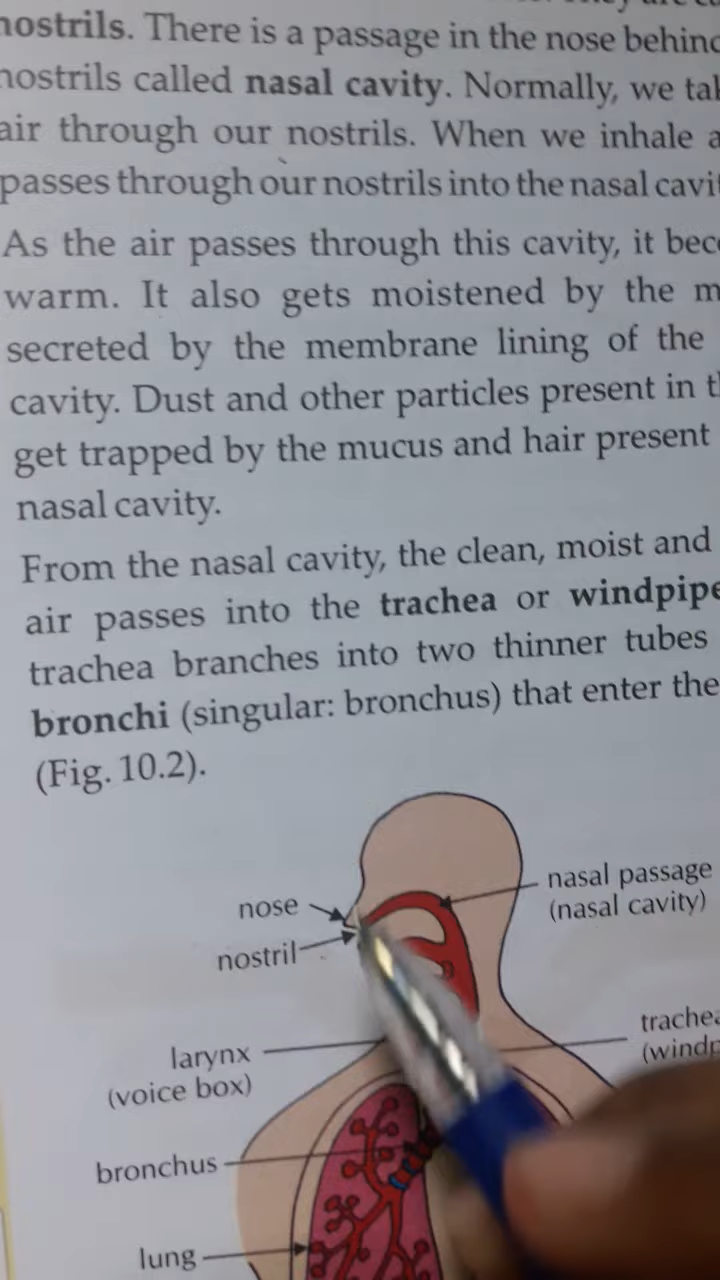 nostrils. There is a passage in the nose behind
nostrils called nasal cavity. Normally, we
air through our nostrils. When we inhale
passes through our nostrils into the nasal
As the air passes through this cavity, it
warm. It also gets moistened by the
secreted by the membrane lining of the
cavity. Dust and other particles present in
get trapped by the mucus and hair present
nasal cavity.
From the nasal cavity, the clean, moist and
air passes into the trachea or windpipe
trachea branches into two thinner tubes
bronchi (singular: bronchus) that enter the
(Fig. 10.2).
nasal passage
(nasal cavity)
nose
nostril
trachea
larynx
(voice box)
bronchus
lung